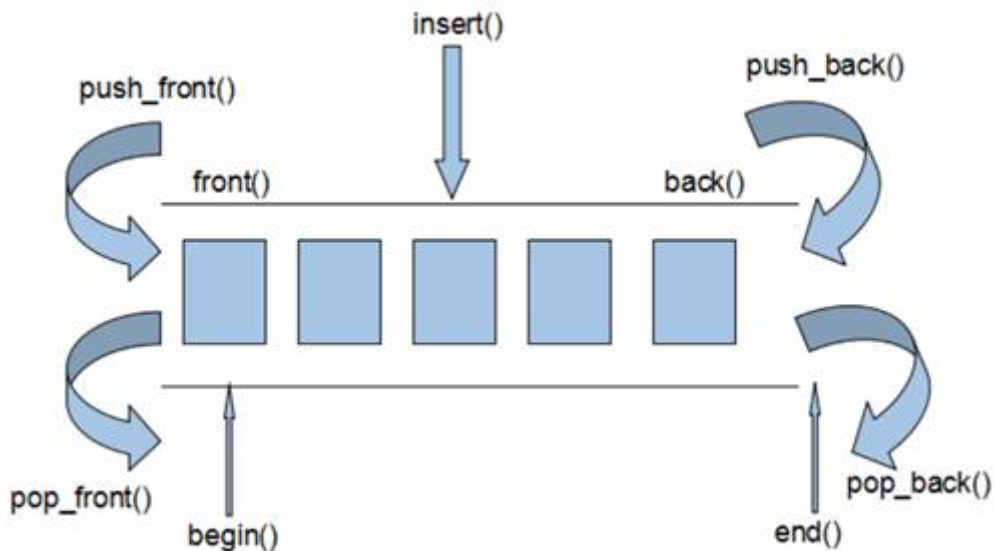 insert()
push_front()
push_back()
front()
back()
pop_front()
pop_back()
begin()
end()